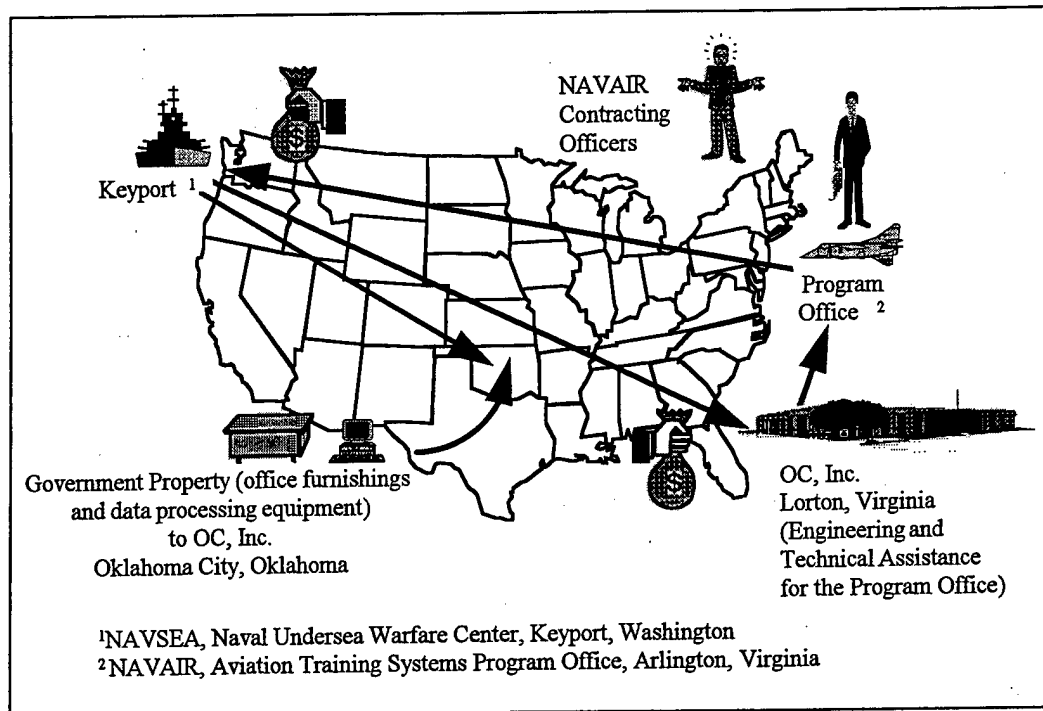 NAVAIR
Contracting
Officers
Keyport ¹
$
Program
Office ²
$
Government Property (office furnishings
and data processing equipment)
to OC, Inc.
Oklahoma City, Oklahoma
OC, Inc.
Lorton, Virginia
(Engineering and
Technical Assistance
for the Program Office)
¹NAVSEA, Naval Undersea Warfare Center, Keyport, Washington
²NAVAIR, Aviation Training Systems Program Office, Arlington, Virginia